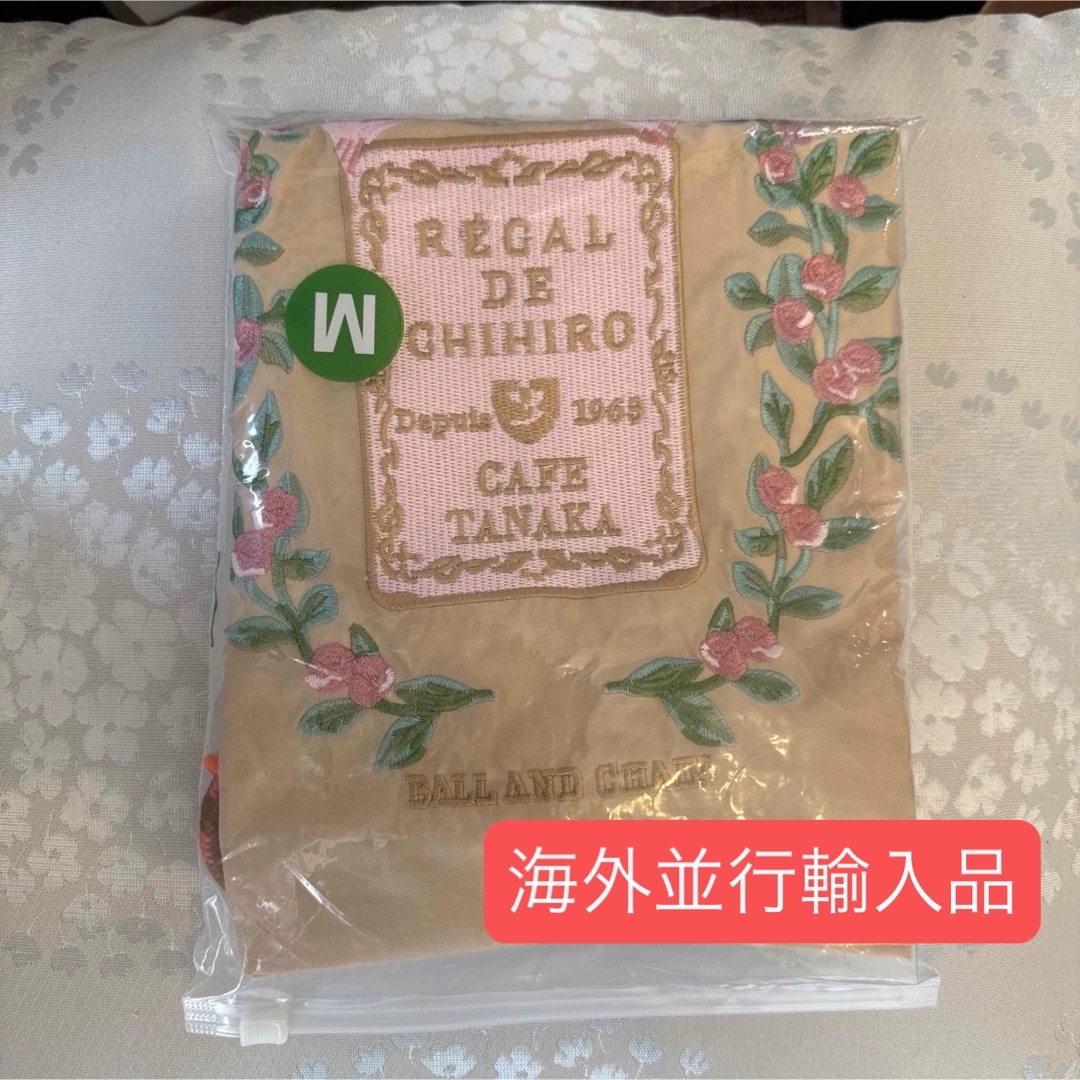 RÉGAL
DE
CHIHIRO
M
Depuis 1963
CAFE
TANAKA
BALL AND CHAIN
海外並行輸入品